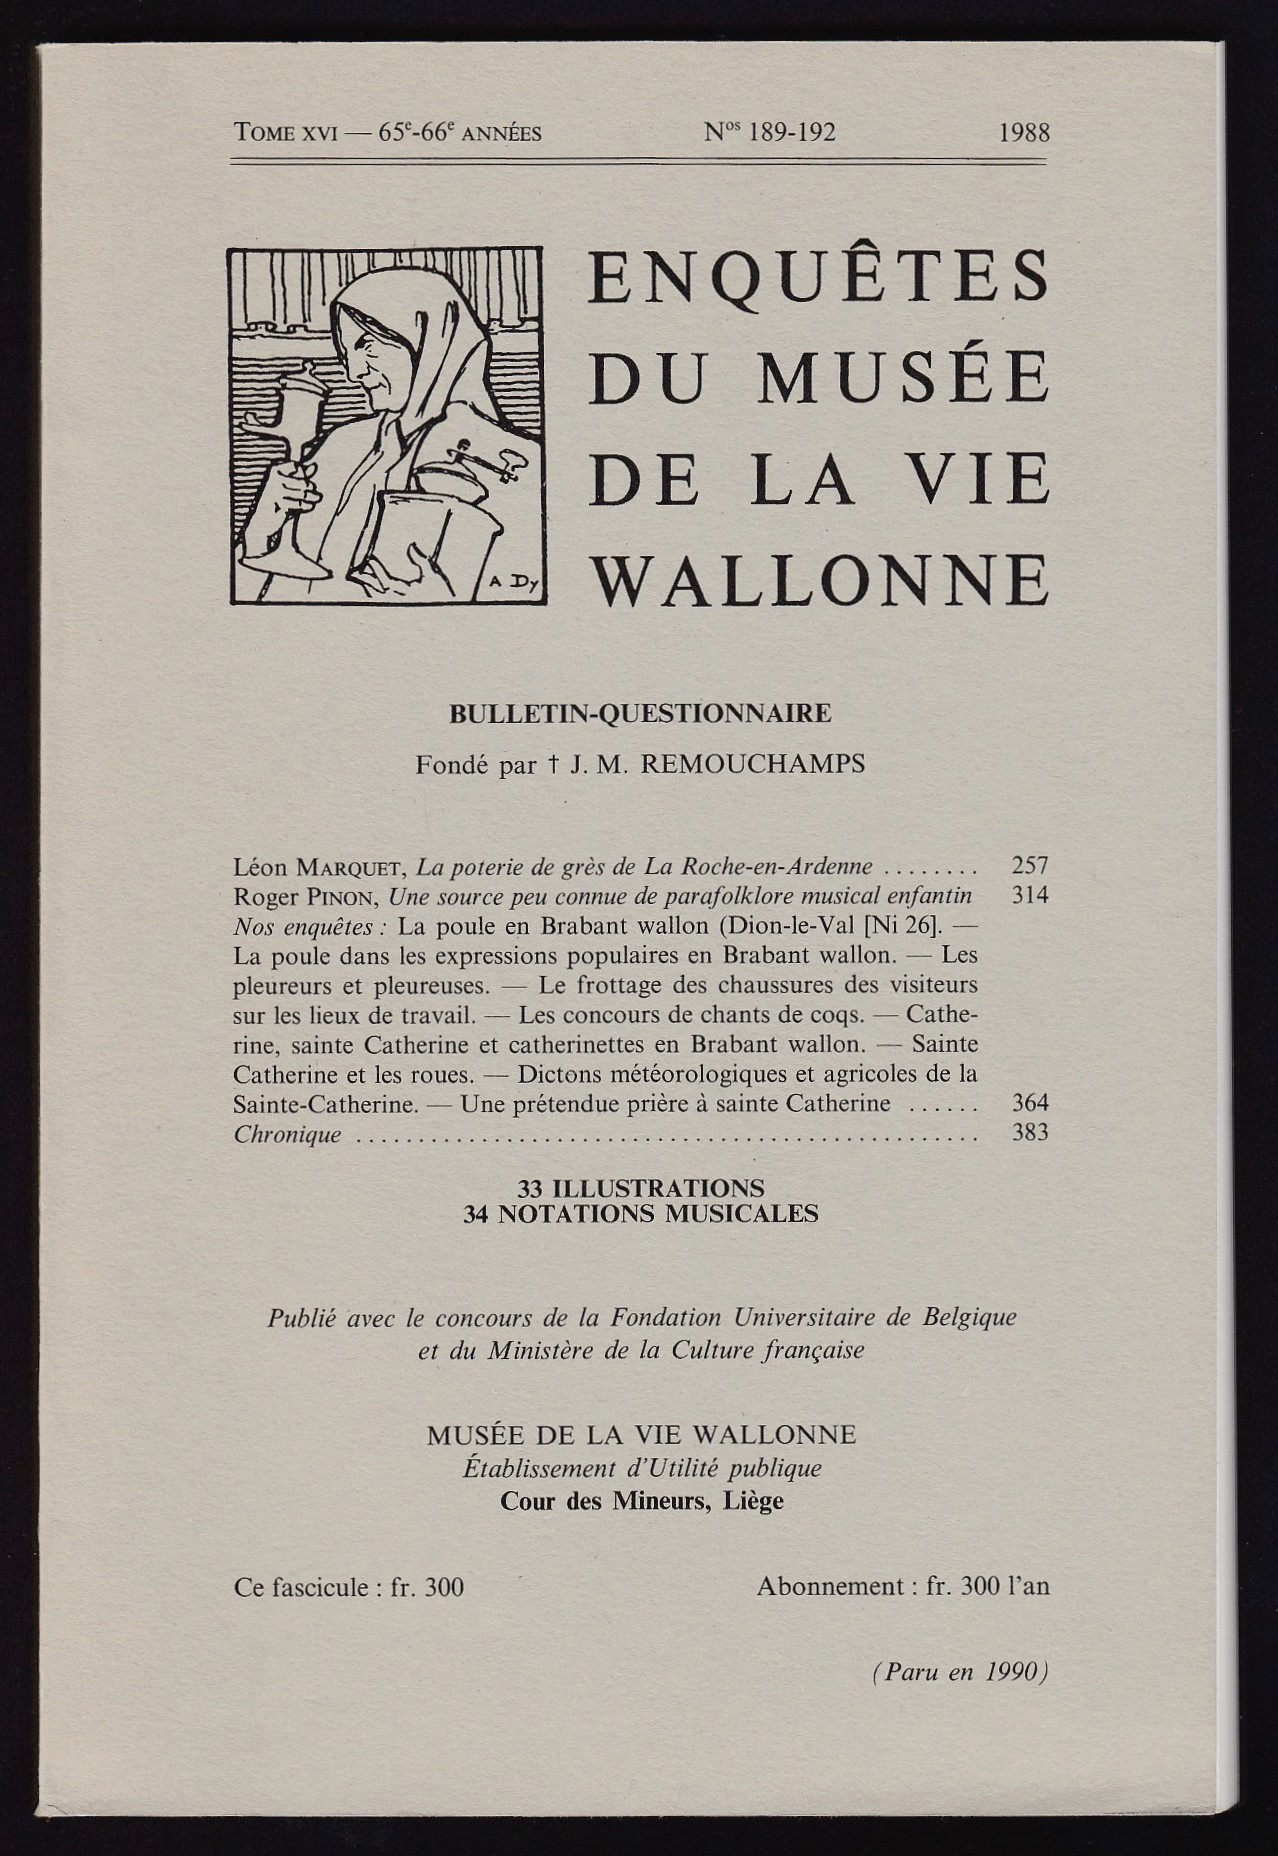 TOME XVI — 65e-66e ANNÉES Nos 189-192 1988
ENQUÊTES
DU MUSÉE
DE LA VIE
WALLONNE
A Dy
BULLETIN-QUESTIONNAIRE
Fondé par † J. M. REMOUCHAMPS
Léon MARQUET, La poterie de grès de La Roche-en-Ardenne ........ 257
Roger PINON, Une source peu connue de parafolklore musical enfantin 314
Nos enquêtes : La poule en Brabant wallon (Dion-le-Val [Ni 26]. —
La poule dans les expressions populaires en Brabant wallon. — Les
pleureurs et pleureuses. — Le frottage des chaussures des visiteurs
sur les lieux de travail. — Les concours de chants de coqs. — Cathe-
rine, sainte Catherine et catherinettes en Brabant wallon. — Sainte
Catherine et les roues. — Dictons météorologiques et agricoles de la
Sainte-Catherine. — Une prétendue prière à sainte Catherine ...... 364
Chronique .................................................. 383
33 ILLUSTRATIONS
34 NOTATIONS MUSICALES
Publié avec le concours de la Fondation Universitaire de Belgique
et du Ministère de la Culture française
MUSÉE DE LA VIE WALLONNE
Établissement d'Utilité publique
Cour des Mineurs, Liège
Ce fascicule : fr. 300 Abonnement : fr. 300 l'an
(Paru en 1990)